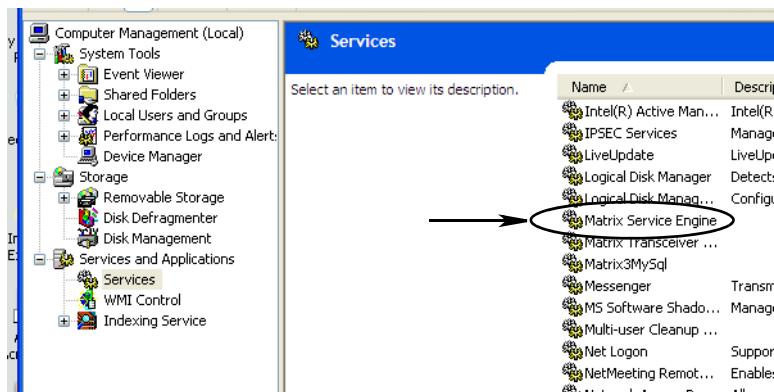 Computer Management (Local)
System Tools
Event Viewer
Shared Folders
Local Users and Groups
Performance Logs and Alert:
Device Manager
Storage
Removable Storage
Disk Defragmenter
Disk Management
Services and Applications
Services
WMI Control
Indexing Service
Services
Select an item to view its description.
Name Descrip
Intel(R) Active Man... Intel(R
IPSEC Services Manage
LiveUpdate LiveUpd
Logical Disk Manager Detects
Logical Disk Manag... Configu
Matrix Service Engine
Matrix Transceiver ...
Matrix3MySql
Messenger Transm
MS Software Shado... Manage
Multi-user Cleanup ...
Net Logon Suppor
NetMeeting Remot... Enables